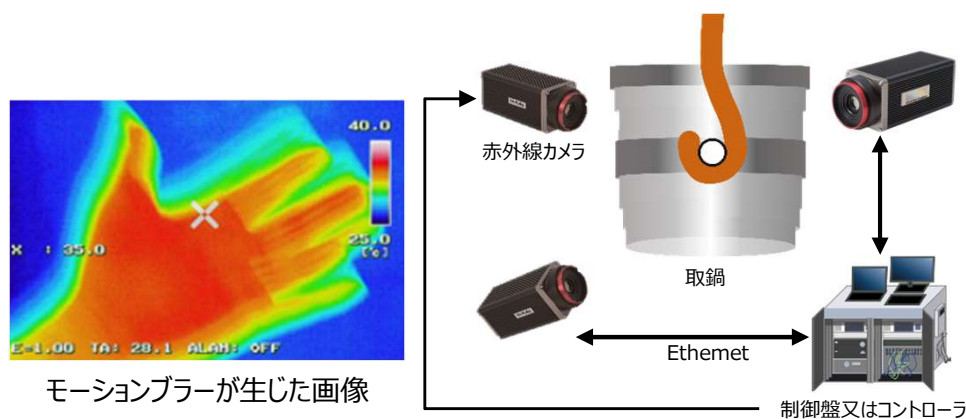 40.0
X : 35.0
25.0
[℃]
E=1.00 TA: 28.1 ALAM: OFF
モーションブラーが生じた画像
赤外線カメラ
取鍋
Ethemet
制御盤又はコントローラ